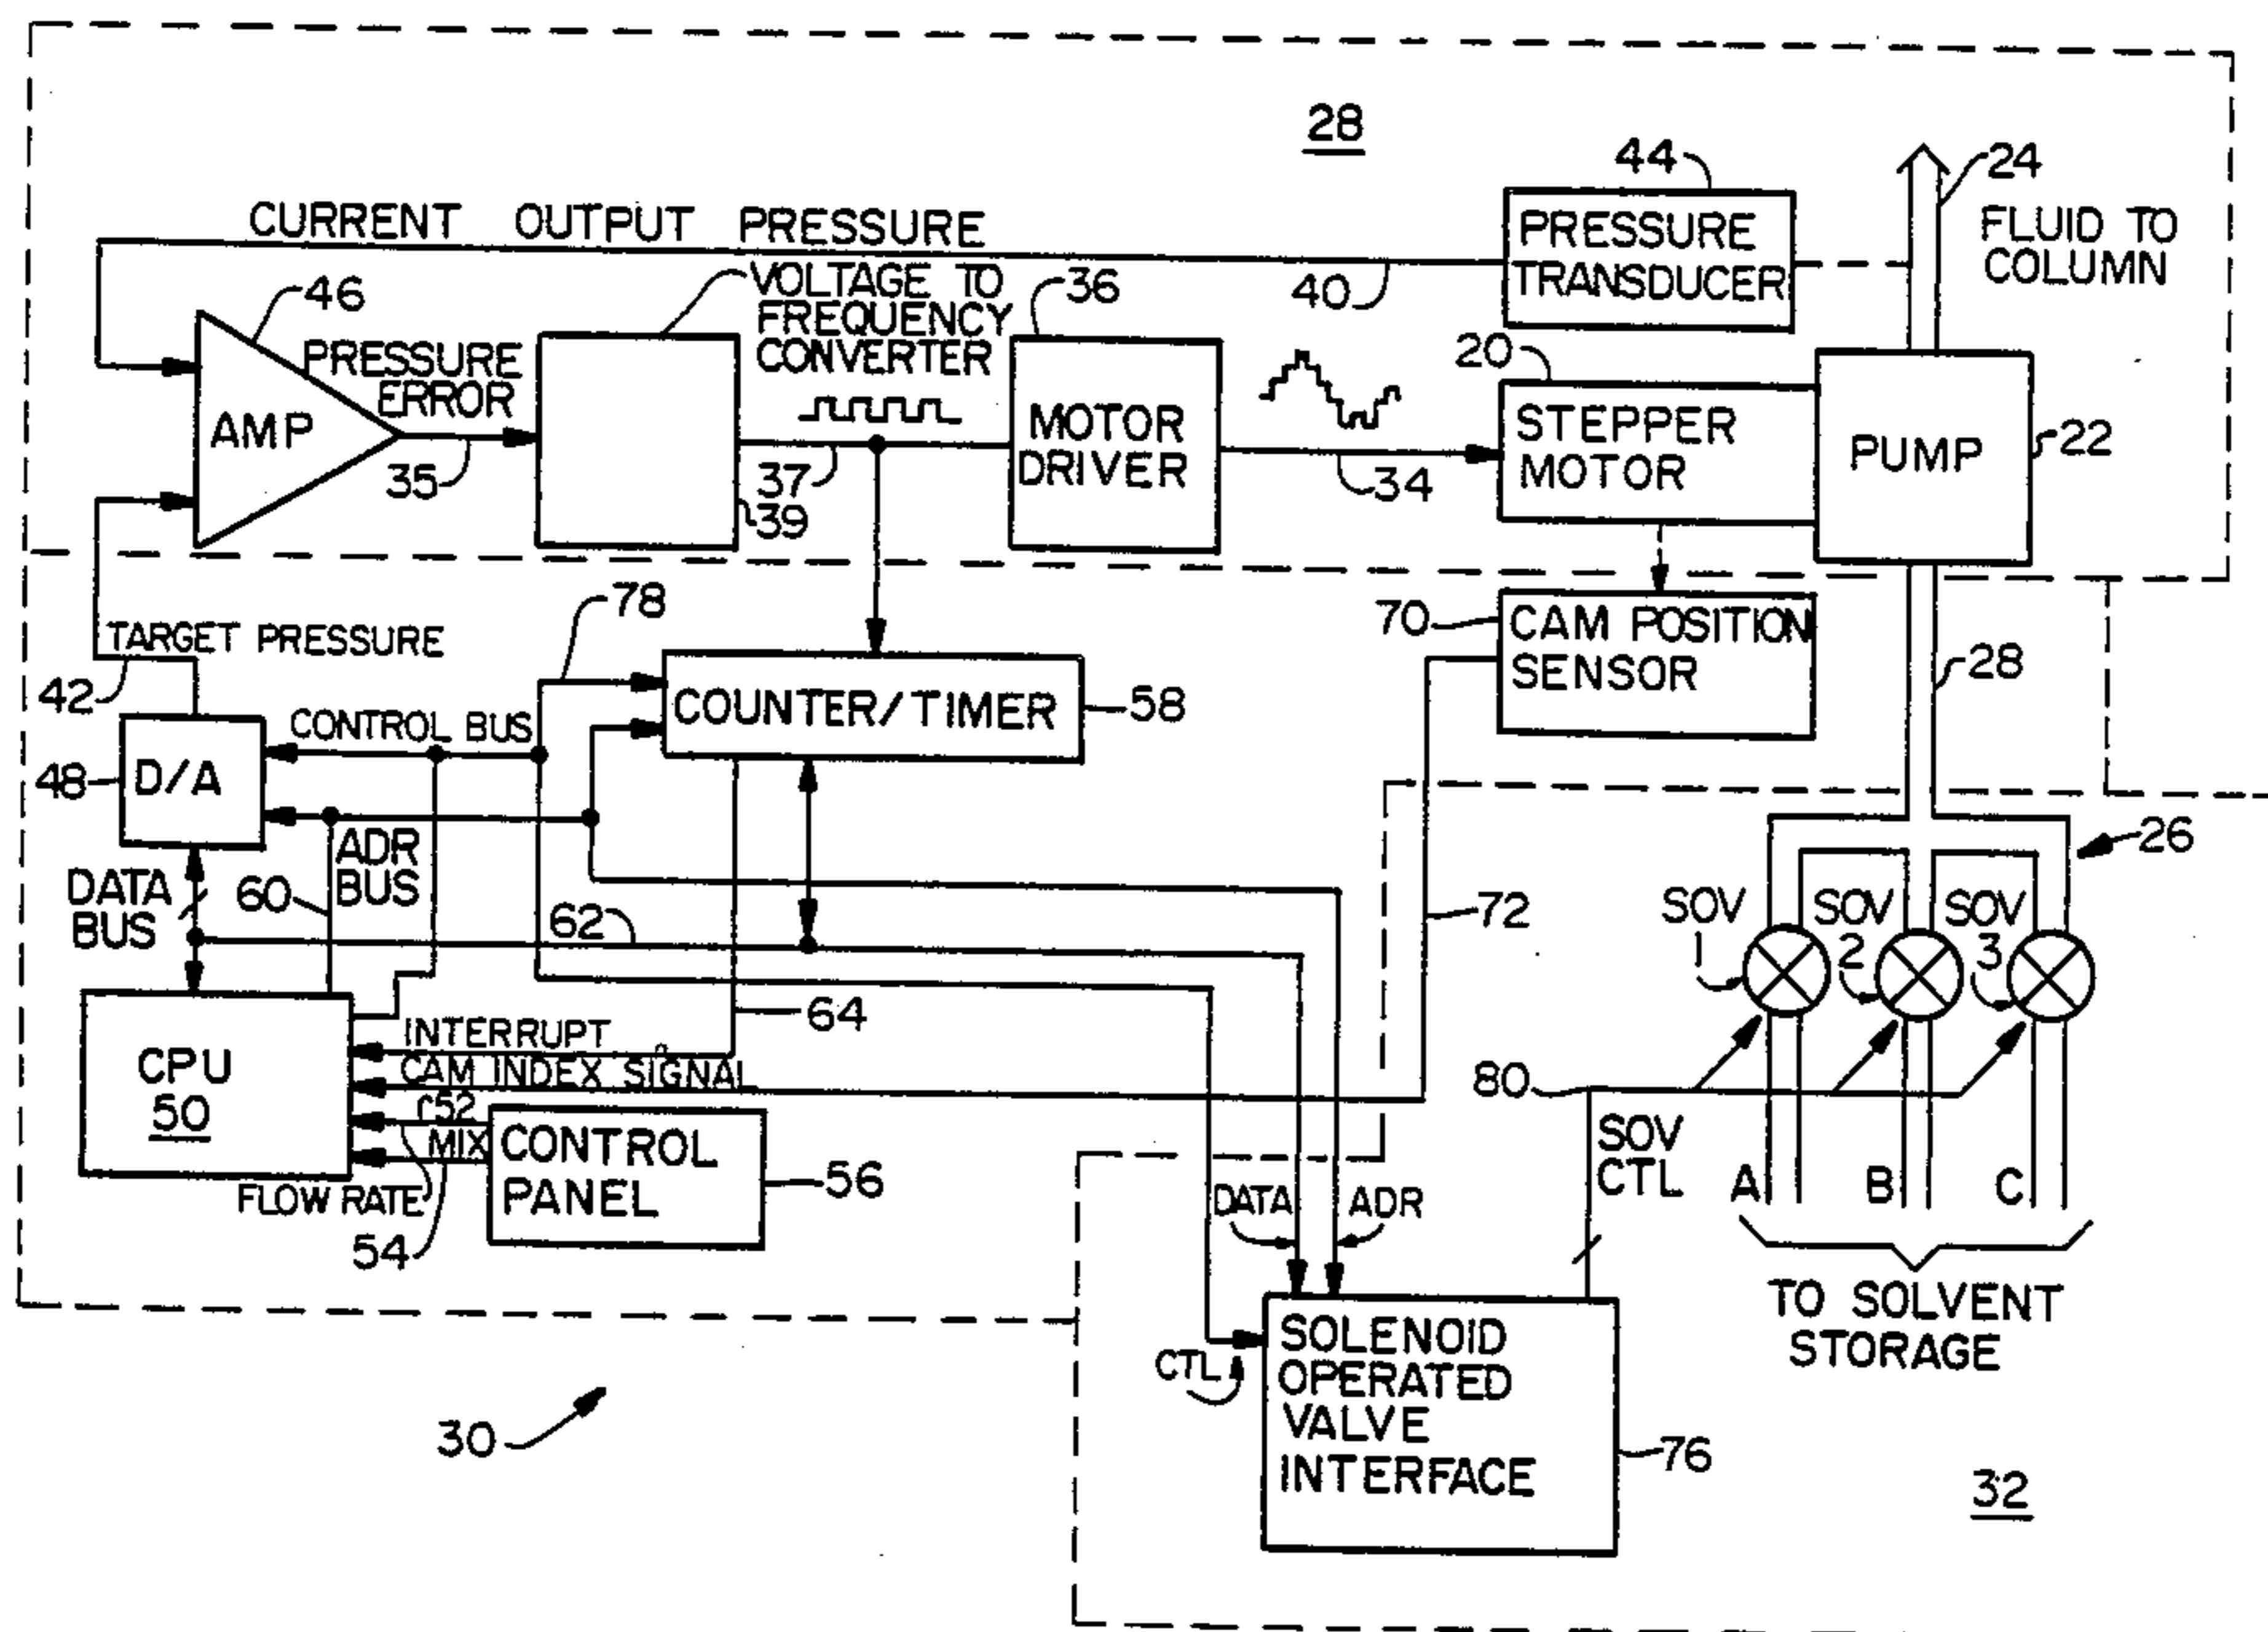 28
44
24
CURRENT OUTPUT PRESSURE
PRESSURE
TRANSDUCER
FLUID TO
COLUMN
40
46
VOLTAGE TO
FREQUENCY
CONVERTER
36
20
PRESSURE
ERROR
AMP
35
37
39
MOTOR
DRIVER
34
STEPPER
MOTOR
PUMP
22
78
TARGET PRESSURE
42
70
CAM POSITION
SENSOR
28
COUNTER/TIMER
58
CONTROL BUS
48
D/A
ADR
BUS
DATA
BUS
60
62
72
26
SOV
1
SOV
2
SOV
3
64
INTERRUPT
CAM INDEX SIGNAL
CPU
50
52
MIX
FLOW RATE
54
CONTROL
PANEL
56
80
SOV
CTL
A
B
C
DATA
ADR
TO SOLVENT
STORAGE
CTL
SOLENOID
OPERATED
VALVE
INTERFACE
76
30
32